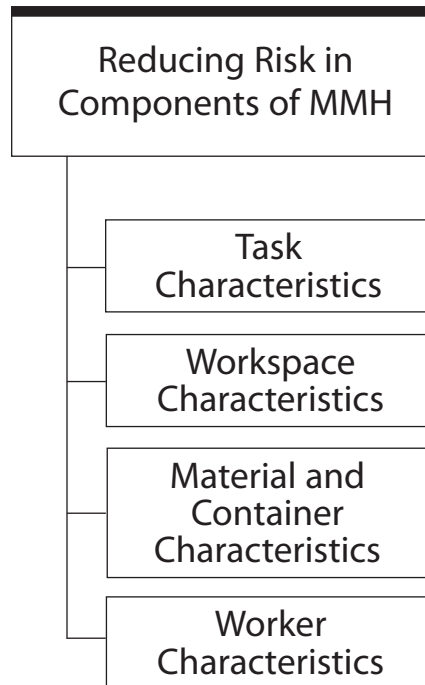 Reducing Risk in
Components of MMH
Task
Characteristics
Workspace
Characteristics
Material and
Container
Characteristics
Worker
Characteristics